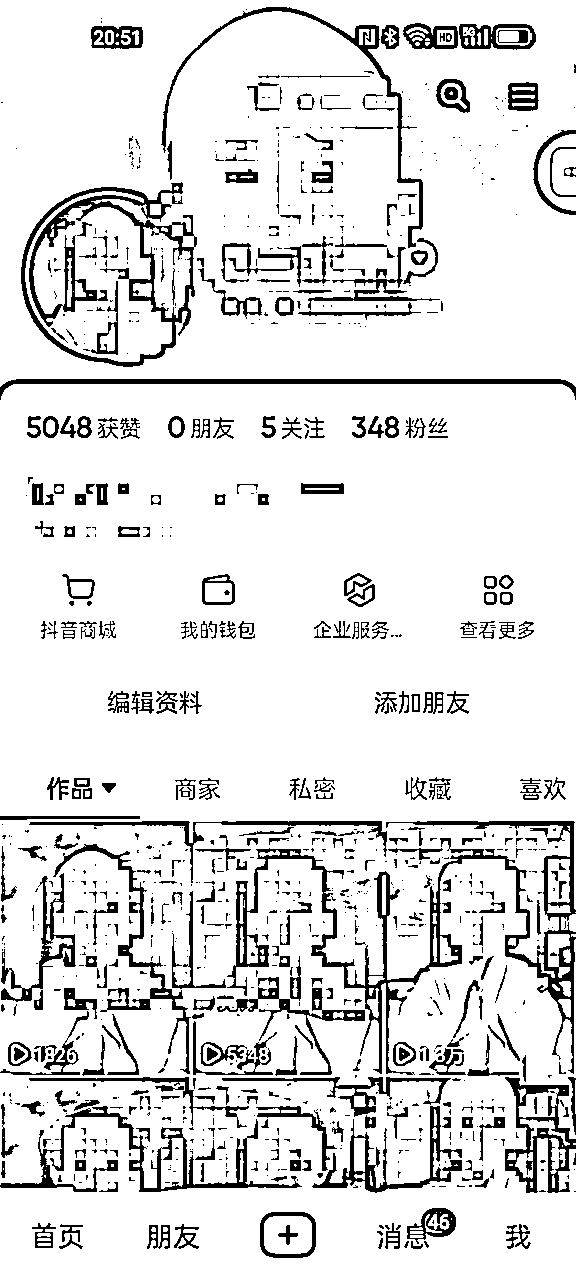 20:51
HD 5G
5048 获赞 0 朋友 5 关注 348 粉丝
抖音商城 我的钱包 企业服务... 查看更多
编辑资料 添加朋友
作品 商家 私密 收藏 喜欢
1826 5348 1.3万
首页 朋友 消息 46 我